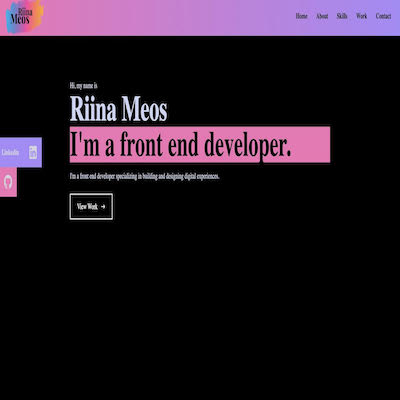 Riina
Meos
Home About Skills Work Contact
Hi, my name is
Riina Meos
I'm a front end developer.
I'm a front end developer specializing in building and designing digital experiences.
View Work →
LinkedIn